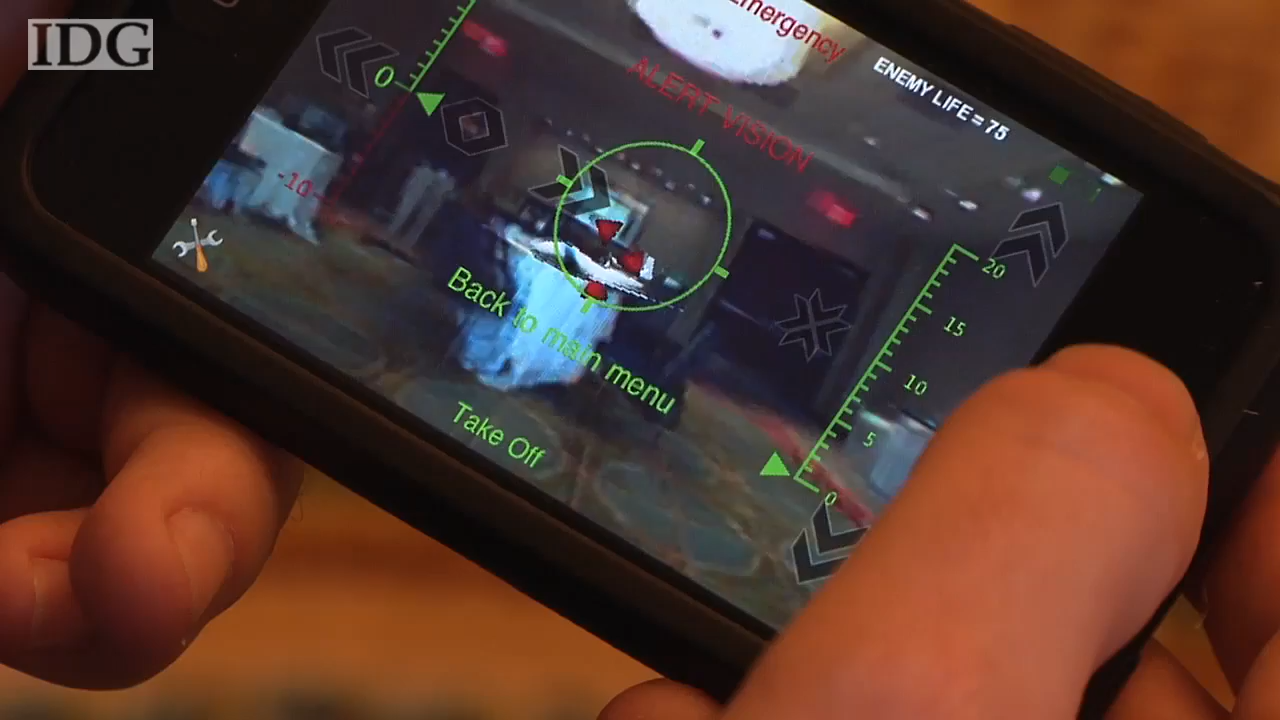 IDG
Emergency
ENEMY LIFE = 75
ALERT VISION
0
-10
20
15
10
5
0
Back to main menu
Take Off